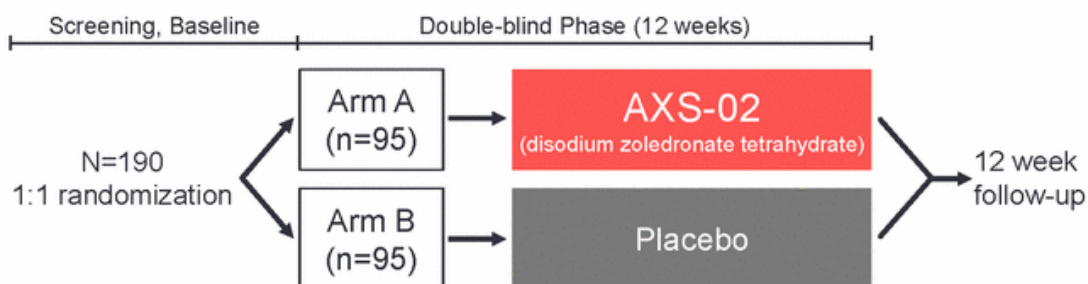 Screening, Baseline
Double-blind Phase (12 weeks)
N=190
1:1 randomization
Arm A
(n=95)
AXS-02
(disodium zoledronate tetrahydrate)
Arm B
(n=95)
Placebo
12 week
follow-up